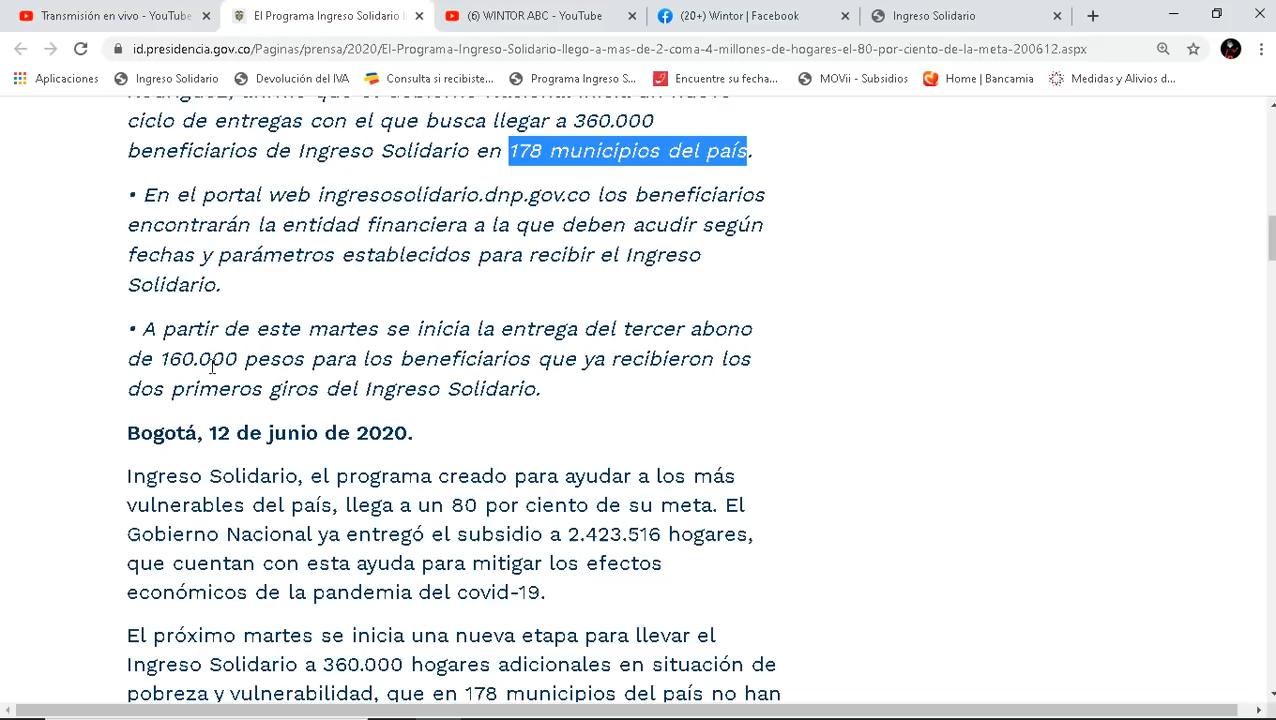 Transmisión en vivo - YouTube
El Programa Ingreso Solidario l
(6) WINTOR ABC - YouTube
(20+) Wintor | Facebook
Ingreso Solidario
id.presidencia.gov.co/Paginas/prensa/2020/El-Programa-Ingreso-Solidario-llego-a-mas-de-2-coma-4-millones-de-hogares-el-80-por-ciento-de-la-meta-200612.aspx
Aplicaciones
Ingreso Solidario
Devolución del IVA
Consulta si recibiste...
Programa Ingreso S...
Encuentre su fecha...
MOVii - Subsidios
Home | Bancamia
Medidas y Alivios d...
ciclo de entregas con el que busca llegar a 360.000
beneficiarios de Ingreso Solidario en 178 municipios del país.
• En el portal web ingresosolidario.dnp.gov.co los beneficiarios
encontrarán la entidad financiera a la que deben acudir según
fechas y parámetros establecidos para recibir el Ingreso
Solidario.
• A partir de este martes se inicia la entrega del tercer abono
de 160.000 pesos para los beneficiarios que ya recibieron los
dos primeros giros del Ingreso Solidario.
Bogotá, 12 de junio de 2020.
Ingreso Solidario, el programa creado para ayudar a los más
vulnerables del país, llega a un 80 por ciento de su meta. El
Gobierno Nacional ya entregó el subsidio a 2.423.516 hogares,
que cuentan con esta ayuda para mitigar los efectos
económicos de la pandemia del covid-19.
El próximo martes se inicia una nueva etapa para llevar el
Ingreso Solidario a 360.000 hogares adicionales en situación de
pobreza y vulnerabilidad, que en 178 municipios del país no han